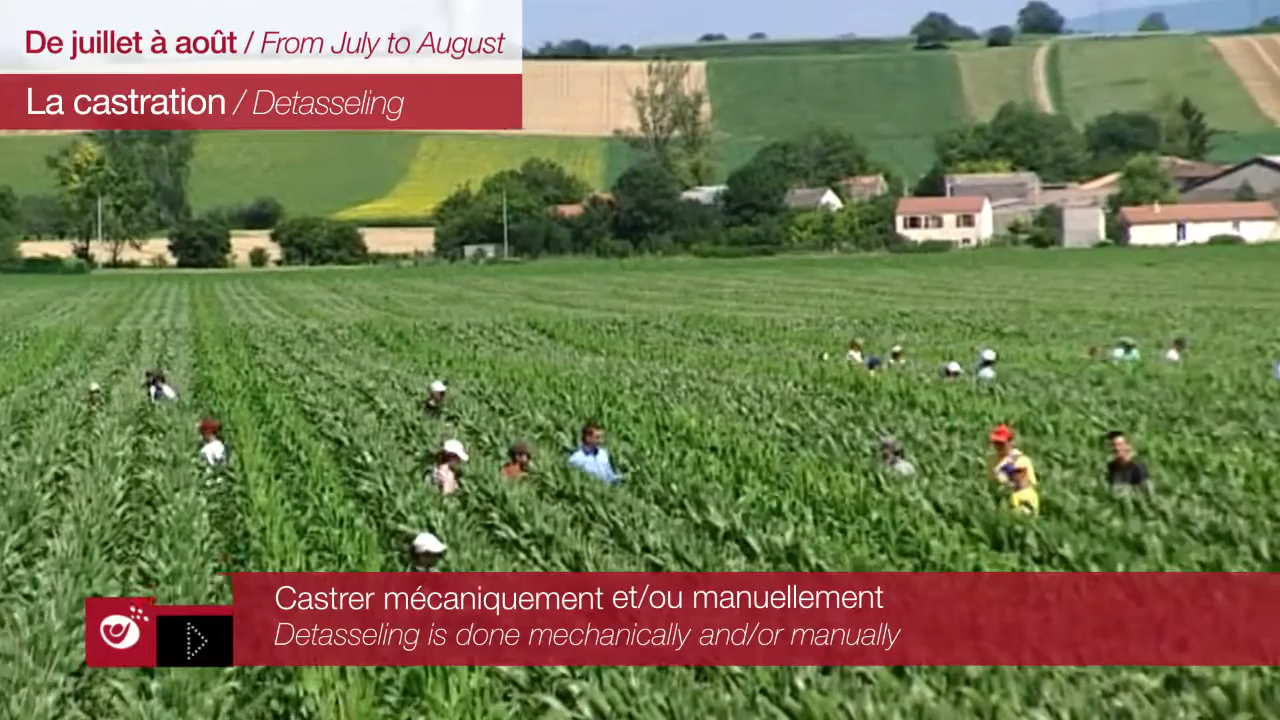 De juillet à août / From July to August
La castration / Detasseling
Castrer mécaniquement et/ou manuellement
Detasseling is done mechanically and/or manually